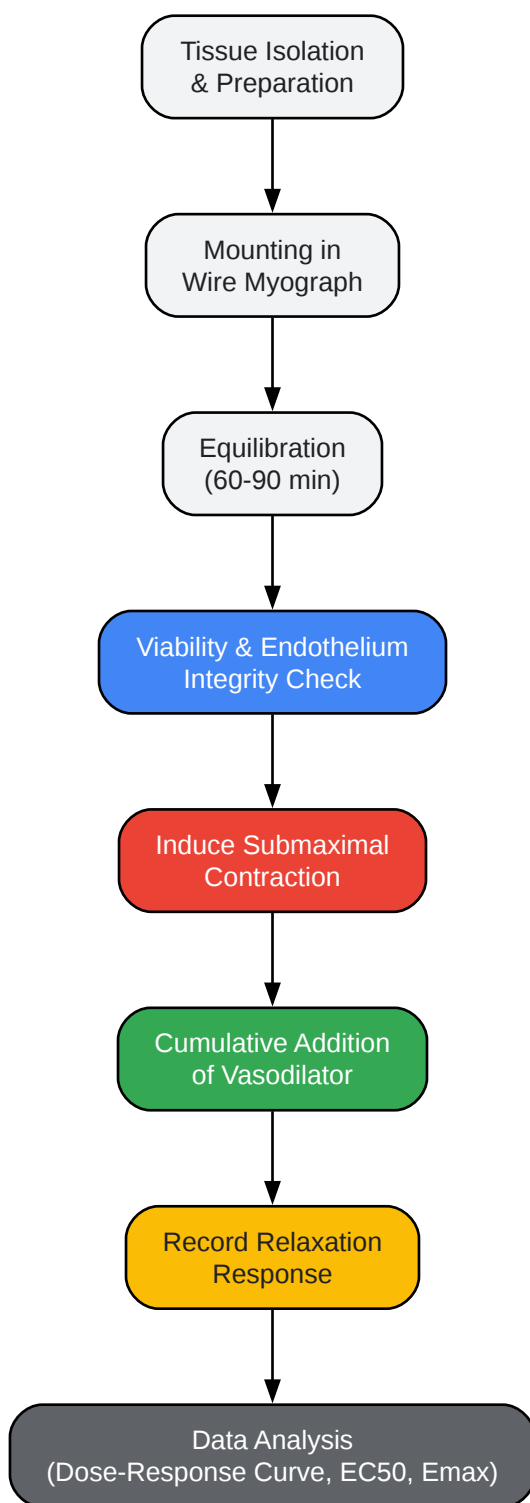 Tissue Isolation
& Preparation
Mounting in
Wire Myograph
Equilibration
(60-90 min)
Viability & Endothelium
Integrity Check
Induce Submaximal
Contraction
Cumulative Addition
of Vasodilator
Record Relaxation
Response
Data Analysis
(Dose-Response Curve, EC50, Emax)